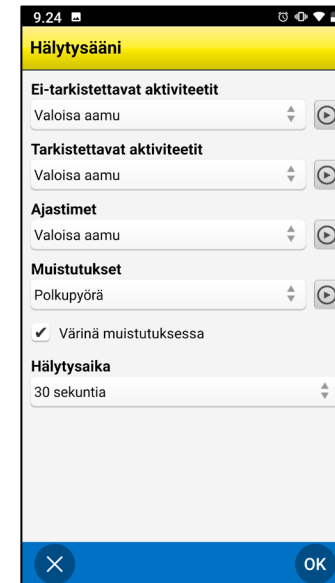 9.24
Hälytysääni
Ei-tarkistettavat aktiviteetit
Valoisa aamu
Tarkistettavat aktiviteetit
Valoisa aamu
Ajastimet
Valoisa aamu
Muistutukset
Polkupyörä
Värinä muistutuksessa
Hälytysaika
30 sekuntia
OK